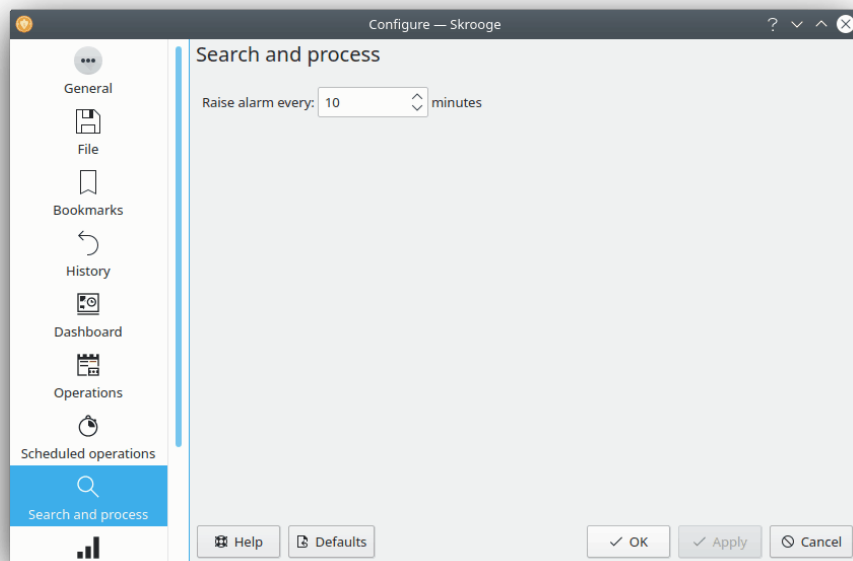 Configure — Skrooge
General
File
Bookmarks
History
Dashboard
Operations
Scheduled operations
Search and process
Search and process
Raise alarm every: 10 minutes
Help
Defaults
OK
Apply
Cancel